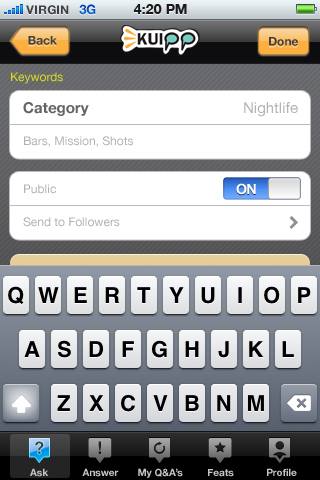 VIRGIN 3G 4:20 PM
Back KUIPP Done
Keywords
Category Nightlife
Bars, Mission, Shots
Public ON
Send to Followers
Q W E R T Y U I O P
A S D F G H J K L
Z X C V B N M
? !
Ask Answer My Q&A's Feats Profile